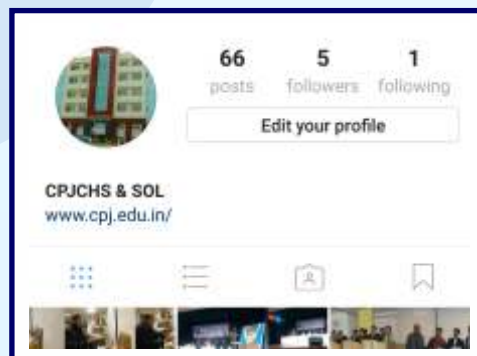 66 5 1
posts followers following
Edit your profile
CPJCHS & SOL
www.cpj.edu.in/